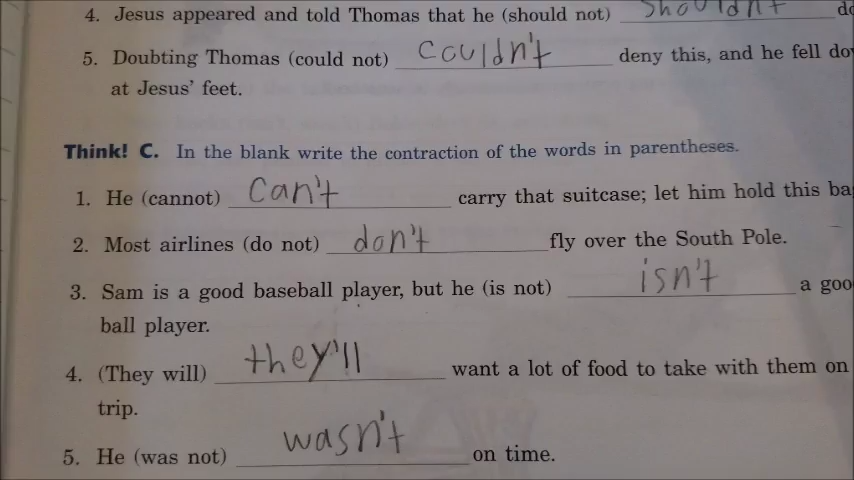 4. Jesus appeared and told Thomas that he (should not) shouldn't
5. Doubting Thomas (could not) couldn't deny this, and he fell
at Jesus' feet.
Think! C. In the blank write the contraction of the words in parentheses.
1. He (cannot) can't carry that suitcase; let him hold this
2. Most airlines (do not) don't fly over the South Pole.
3. Sam is a good baseball player, but he (is not) isn't a
ball player.
4. (They will) they'll want a lot of food to take with them on
trip.
5. He (was not) wasn't on time.